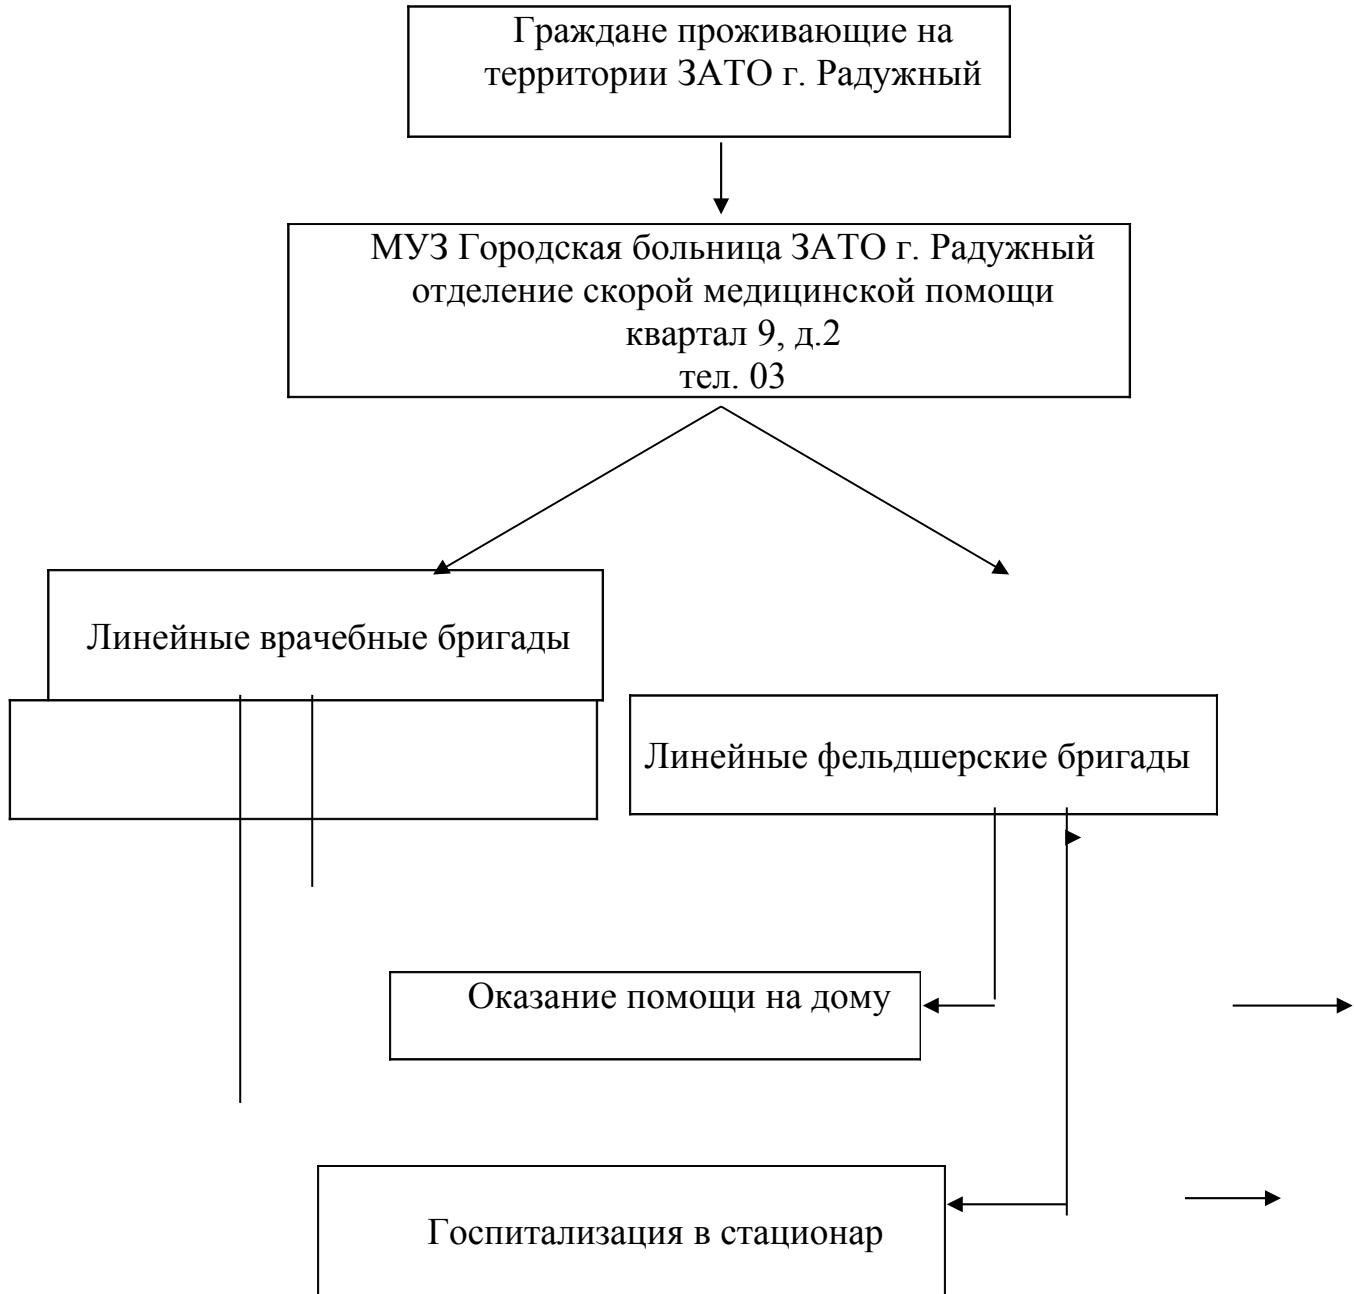 Граждане проживающие на
территории ЗАТО г. Радужный
МУЗ Городская больница ЗАТО г. Радужный
отделение скорой медицинской помощи
квартал 9, д.2
тел. 03
Линейные врачебные бригады
Линейные фельдшерские бригады
Оказание помощи на дому
Госпитализация в стационар